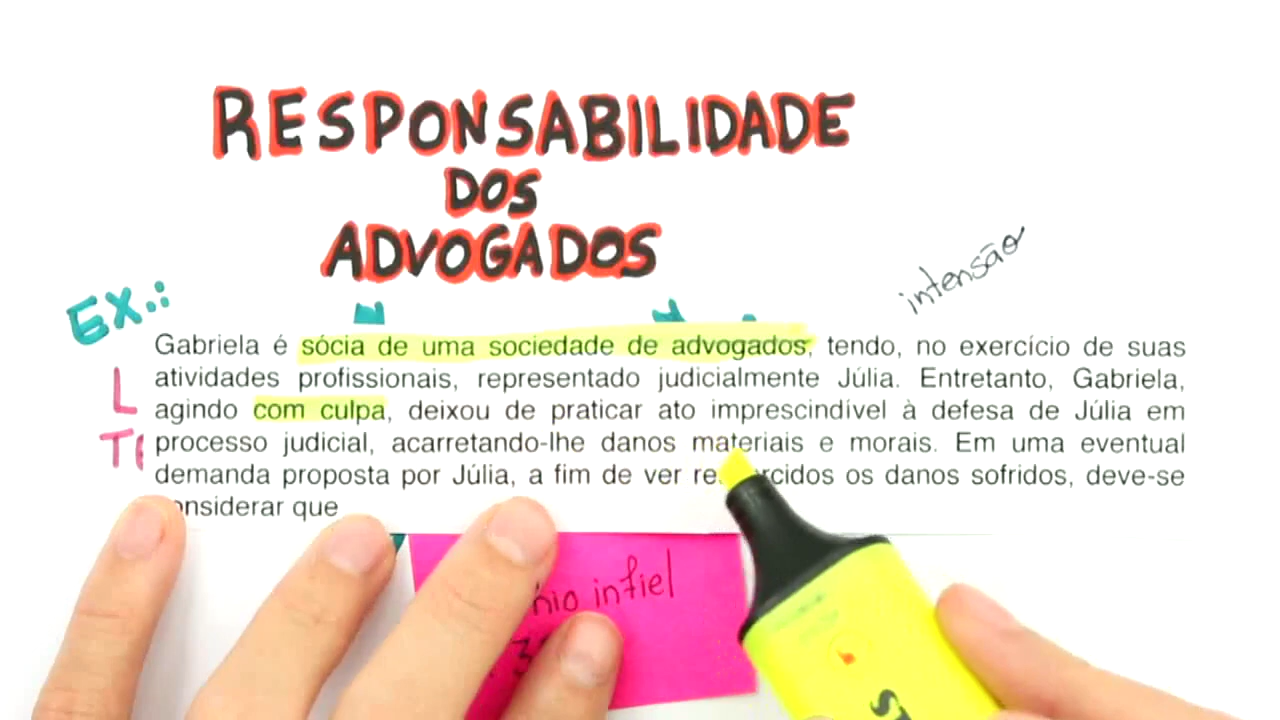 RESPONSABILIDADE
DOS
ADVOGADOS
intensão
EX.:
Gabriela é sócia de uma sociedade de advogados, tendo, no exercício de suas
atividades profissionais, representado judicialmente Júlia. Entretanto, Gabriela,
agindo com culpa, deixou de praticar ato imprescindível à defesa de Júlia em
processo judicial, acarretando-lhe danos materiais e morais. Em uma eventual
demanda proposta por Júlia, a fim de ver os danos sofridos, deve-se
que
L
infiel